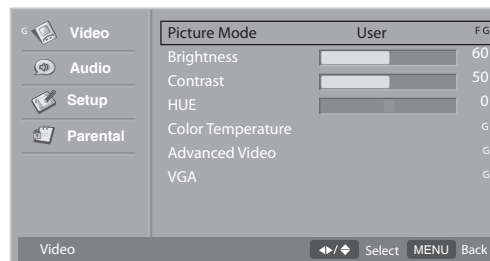 G Video
Audio
Setup
Parental
Picture Mode User F G
Brightness 60
Contrast 50
HUE 0
Color Temperature G
Advanced Video G
VGA G
Video Select MENU Back